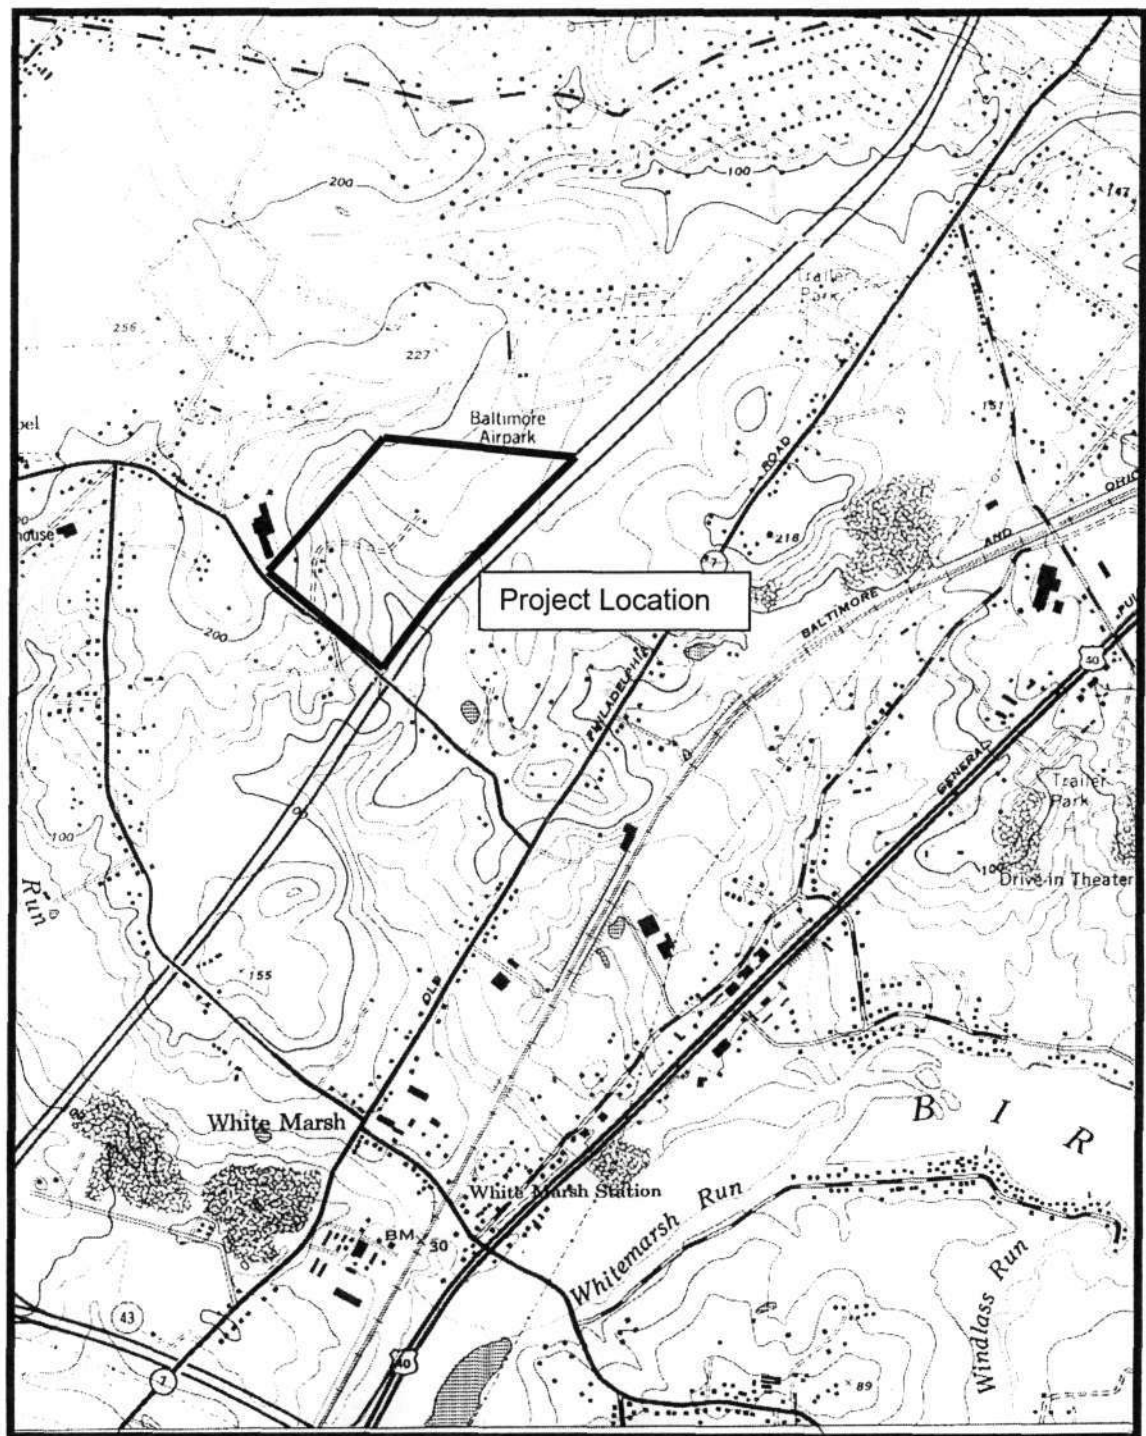 200
100
147
Trailer
Park
256
227
151
Baltimore
Airpark
ROAD
OHIO
AND
218
7
house
Project Location
BALTIMORE
200
40
PHILADELPHIA
GENERAL
Trailer
Park
100
100
Drive-in Theater
Run
155
OLD
B I R
White Marsh
White Marsh Station
Whitemarsh Run
BM
30
Windlass Run
43
7
40
89